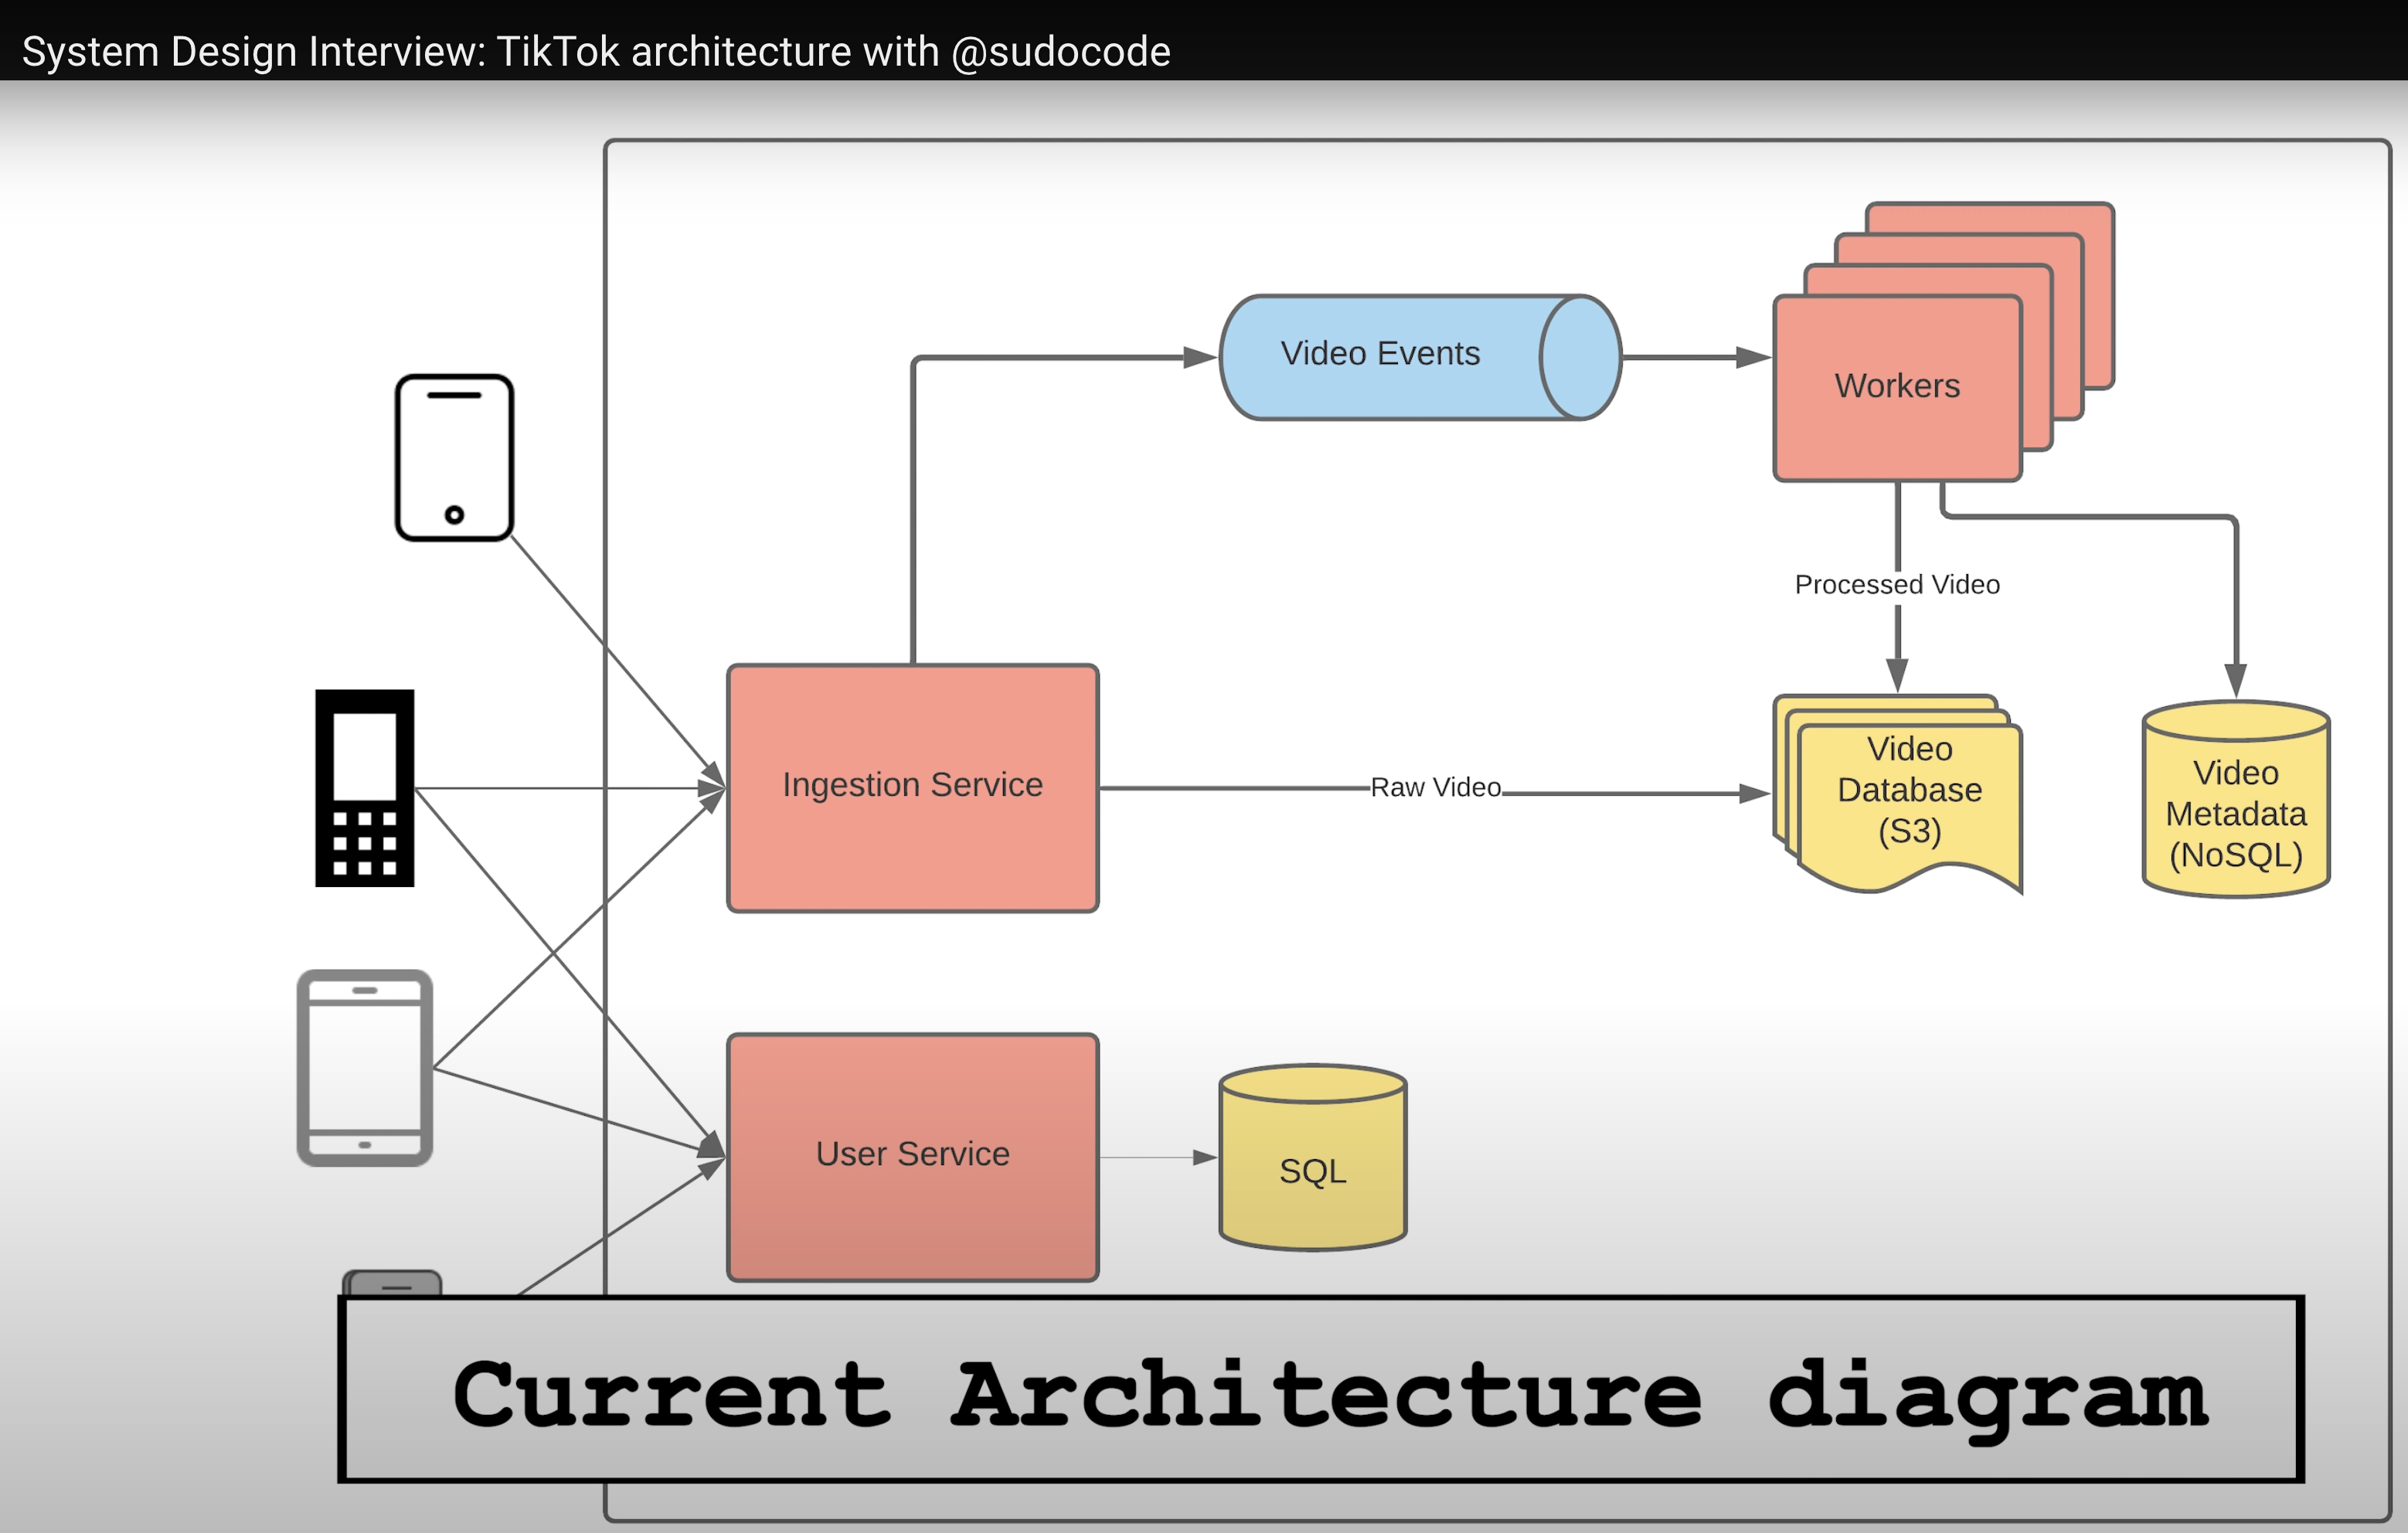 System Design Interview: TikTok architecture with @sudocode
Video Events
Workers
Processed Video
Ingestion Service
Raw Video
Video
Database
(S3)
Video
Metadata
(NoSQL)
User Service
SQL
Current Architecture diagram